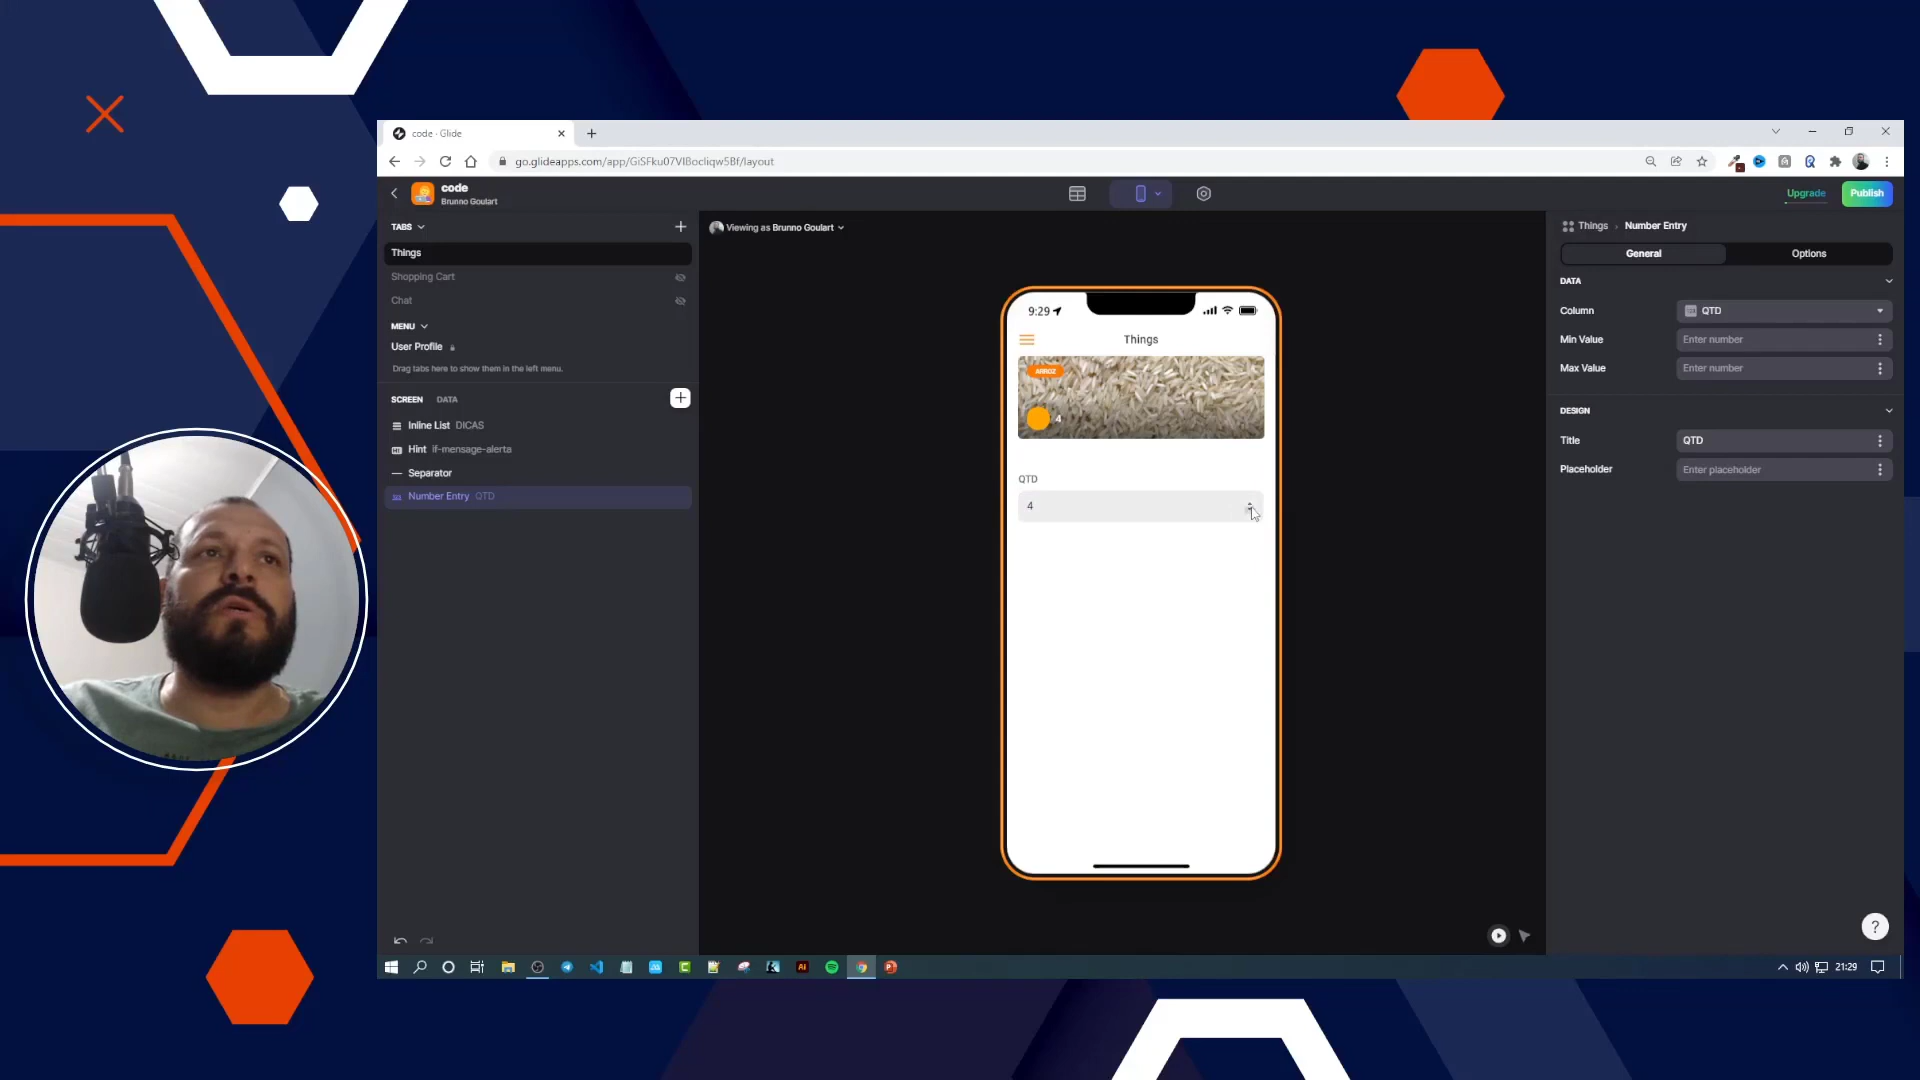 code - Glide
go.glideapps.com/app/GiSFku07VIBocliqw5Bf/layout
code
Brunno Goulart
Upgrade
Publish
TABS
Things
Shopping Cart
Chat
MENU
User Profile
Drag tabs here to show them in the left menu.
SCREEN DATA
Inline List DICAS
Hint if-mensage-alerta
Separator
Number Entry QTD
Viewing as Brunno Goulart
9:29
Things
ARROZ
4
QTD
4
Things › Number Entry
General Options
DATA
Column QTD
Min Value Enter number
Max Value Enter number
DESIGN
Title QTD
Placeholder Enter placeholder
?
Ai
21:29